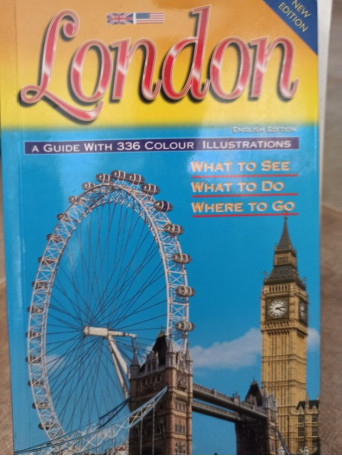 NEW
EDITION
London
ENGLISH EDITION
A GUIDE WITH 336 COLOUR ILLUSTRATIONS
WHAT TO SEE
WHAT TO DO
WHERE TO GO